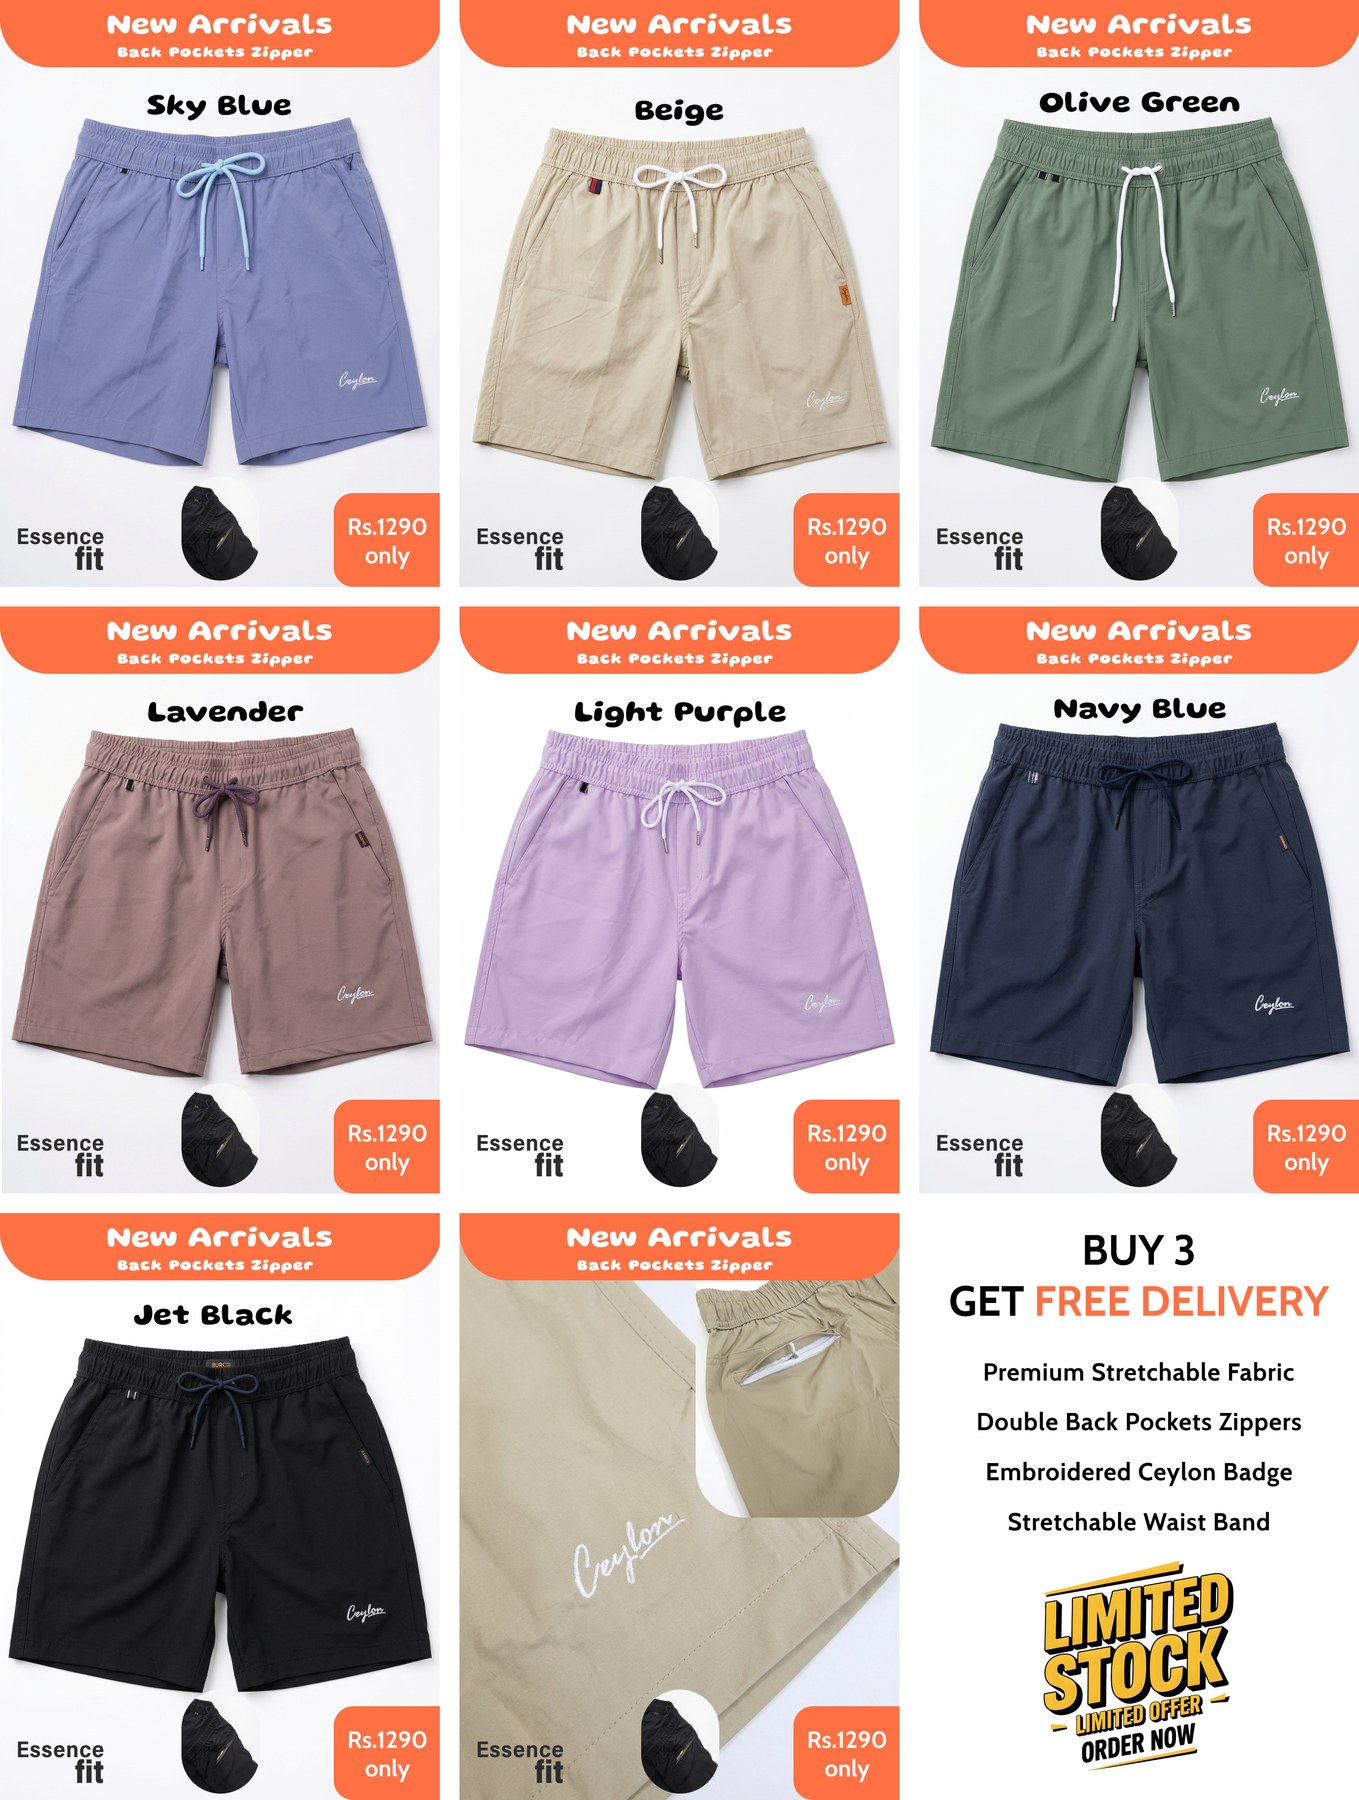 New Arrivals
Back Pockets Zipper
Sky Blue
Ceylon
Essence
fit
Rs.1290
only
New Arrivals
Back Pockets Zipper
Beige
Ceylon
Essence
fit
Rs.1290
only
New Arrivals
Back Pockets Zipper
Olive Green
Ceylon
Essence
fit
Rs.1290
only
New Arrivals
Back Pockets Zipper
Lavender
Ceylon
Essence
fit
Rs.1290
only
New Arrivals
Back Pockets Zipper
Light Purple
Ceylon
Essence
fit
Rs.1290
only
New Arrivals
Back Pockets Zipper
Navy Blue
Ceylon
Essence
fit
Rs.1290
only
New Arrivals
Back Pockets Zipper
Jet Black
SURCO
Ceylon
Essence
fit
Rs.1290
only
New Arrivals
Back Pockets Zipper
Ceylon
Essence
fit
Rs.1290
only
BUY 3
GET FREE DELIVERY
Premium Stretchable Fabric
Double Back Pockets Zippers
Embroidered Ceylon Badge
Stretchable Waist Band
LIMITED
STOCK
LIMITED OFFER
ORDER NOW